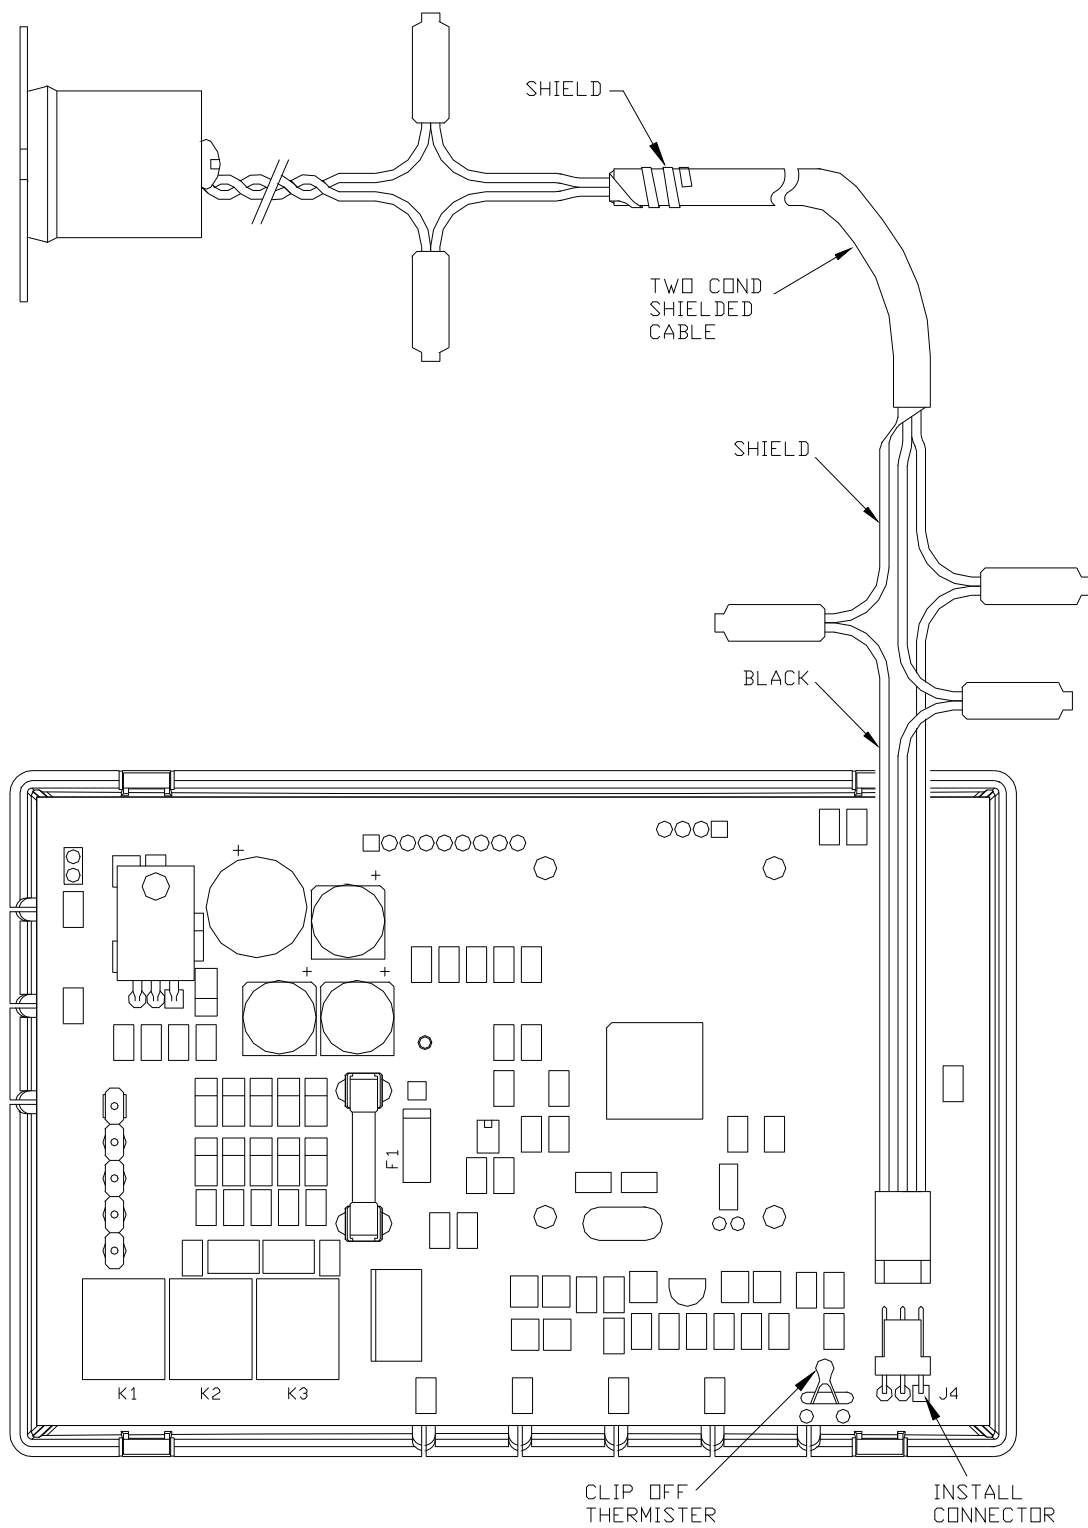 SHIELD
TWO COND
SHIELDED
CABLE
SHIELD
BLACK
+
+
+
+
F1
K1
K2
K3
J4
CLIP OFF
THERMISTER
INSTALL
CONNECTOR